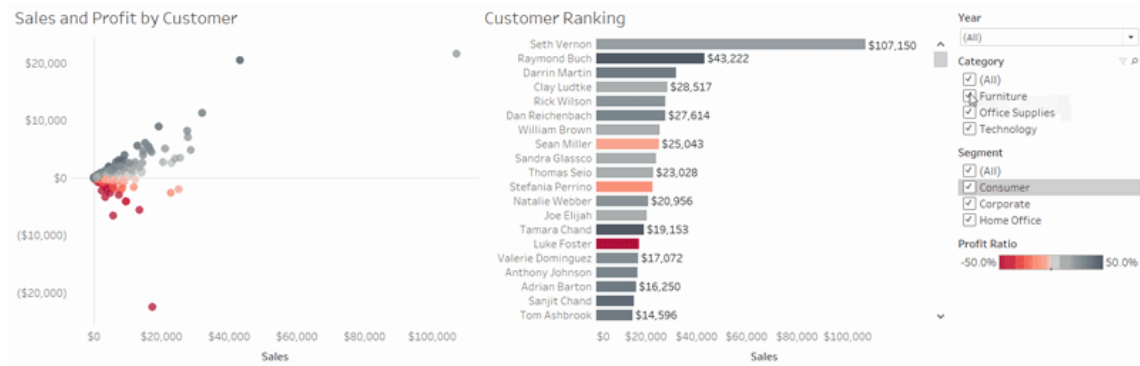 Sales and Profit by Customer
$20,000
$10,000
$0
($10,000)
($20,000)
$0 $20,000 $40,000 $60,000 $80,000 $100,000
Sales
Customer Ranking
Seth Vernon $107,150
Raymond Buch $43,222
Darrin Martin
Clay Ludtke $28,517
Rick Wilson
Dan Reichenbach $27,614
William Brown
Sean Miller $25,043
Sandra Glassco
Thomas Seio $23,028
Stefania Perrino
Natalie Webber $20,956
Joe Elijah
Tamara Chand $19,153
Luke Foster
Valerie Dominguez $17,072
Anthony Johnson
Adrian Barton $16,250
Sanjit Chand
Tom Ashbrook $14,596
$0 $20,000 $40,000 $60,000 $80,000 $100,000
Sales
Year
(All)
Category
(All)
Furniture
Office Supplies
Technology
Segment
(All)
Consumer
Corporate
Home Office
Profit Ratio
-50.0% 50.0%